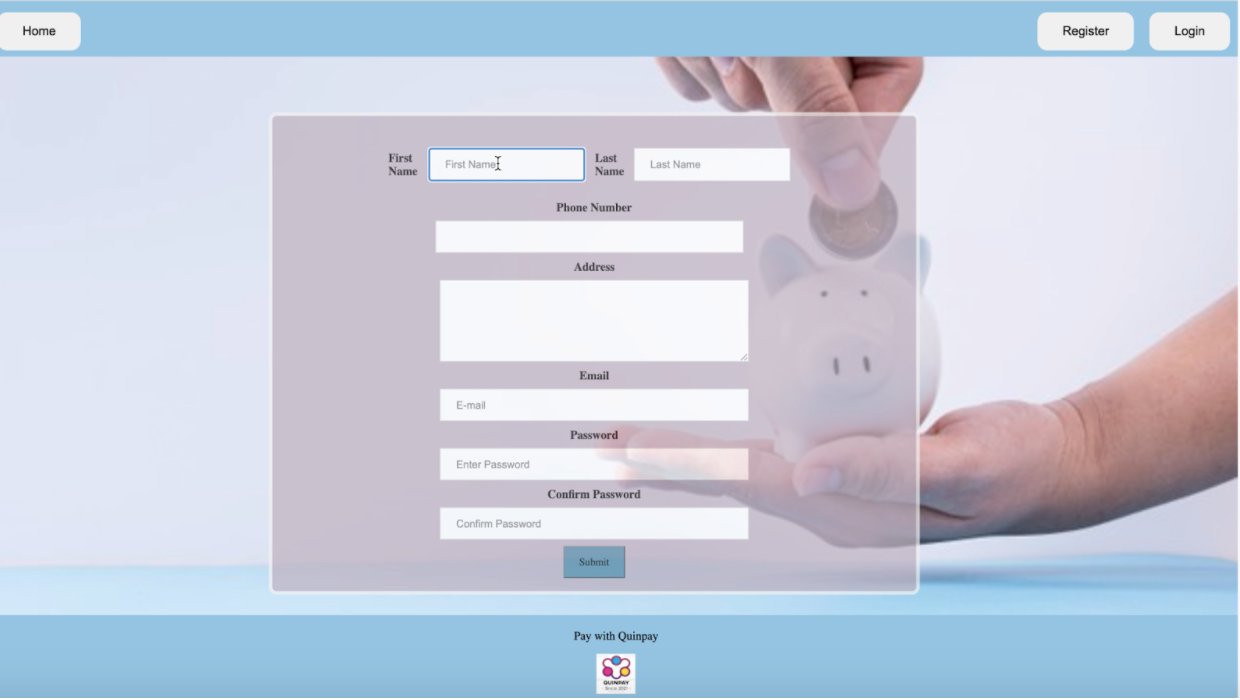 Home
Register
Login
First Name
First Name
Last Name
Last Name
Phone Number
Address
Email
E-mail
Password
Enter Password
Confirm Password
Confirm Password
Submit
Pay with Quinpay
QUINPAY
Since 2021